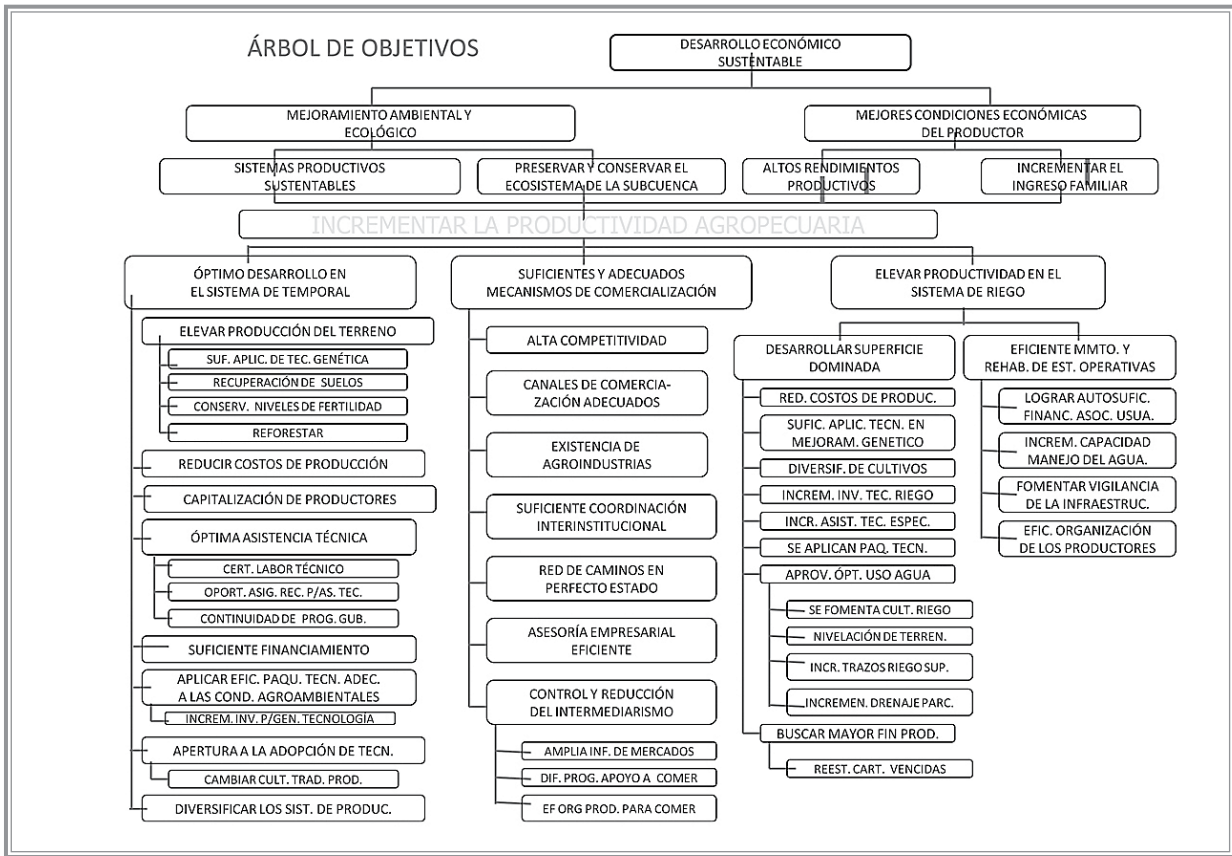 ÁRBOL DE OBJETIVOS
DESARROLLO ECONÓMICO
SUSTENTABLE
MEJORAMIENTO AMBIENTAL Y
ECOLÓGICO
MEJORES CONDICIONES ECONÓMICAS
DEL PRODUCTOR
SISTEMAS PRODUCTIVOS
SUSTENTABLES
PRESERVAR Y CONSERVAR EL
ECOSISTEMA DE LA SUBCUENCA
ALTOS RENDIMIENTOS
PRODUCTIVOS
INCREMENTAR EL
INGRESO FAMILIAR
INCREMENTAR LA PRODUCTIVIDAD AGROPECUARIA
ÓPTIMO DESARROLLO EN
EL SISTEMA DE TEMPORAL
ELEVAR PRODUCCIÓN DEL TERRENO
SUF. APLIC. DE TEC. GENÉTICA
RECUPERACIÓN DE SUELOS
CONSERV. NIVELES DE FERTILIDAD
REFORESTAR
REDUCIR COSTOS DE PRODUCCIÓN
CAPITALIZACIÓN DE PRODUCTORES
ÓPTIMA ASISTENCIA TÉCNICA
CERT. LABOR TÉCNICO
OPORT. ASIG. REC. P/AS. TEC.
CONTINUIDAD DE PROG. GUB.
SUFICIENTE FINANCIAMIENTO
APLICAR EFIC. PAQU. TECN. ADEC.
A LAS COND. AGROAMBIENTALES
INCREM. INV. P/GEN. TECNOLOGÍA
APERTURA A LA ADOPCIÓN DE TECN.
CAMBIAR CULT. TRAD. PROD.
DIVERSIFICAR LOS SIST. DE PRODUC.
SUFICIENTES Y ADECUADOS
MECANISMOS DE COMERCIALIZACIÓN
ALTA COMPETITIVIDAD
CANALES DE COMERCIA-
ZACIÓN ADECUADOS
EXISTENCIA DE
AGROINDUSTRIAS
SUFICIENTE COORDINACIÓN
INTERINSTITUCIONAL
RED DE CAMINOS EN
PERFECTO ESTADO
ASESORÍA EMPRESARIAL
EFICIENTE
CONTROL Y REDUCCIÓN
DEL INTERMEDIARISMO
AMPLIA INF. DE MERCADOS
DIF. PROG. APOYO A COMER
EF ORG PROD. PARA COMER
ELEVAR PRODUCTIVIDAD EN EL
SISTEMA DE RIEGO
DESARROLLAR SUPERFICIE
DOMINADA
RED. COSTOS DE PRODUC.
SUFIC. APLIC. TECN. EN
MEJORAM. GENETICO
DIVERSIF. DE CULTIVOS
INCREM. INV. TEC. RIEGO
INCR. ASIST. TEC. ESPEC.
SE APLICAN PAQ. TECN.
APROV. ÓPT. USO AGUA
SE FOMENTA CULT. RIEGO
NIVELACIÓN DE TERREN.
INCR. TRAZOS RIEGO SUP.
INCREMEN. DRENAJE PARC.
BUSCAR MAYOR FIN PROD.
REEST. CART. VENCIDAS
EFICIENTE MMTO. Y
REHAB. DE EST. OPERATIVAS
LOGRAR AUTOSUFIC.
FINANC. ASOC. USUA.
INCREM. CAPACIDAD
MANEJO DEL AGUA.
FOMENTAR VIGILANCIA
DE LA INFRAESTRUC.
EFIC. ORGANIZACIÓN
DE LOS PRODUCTORES